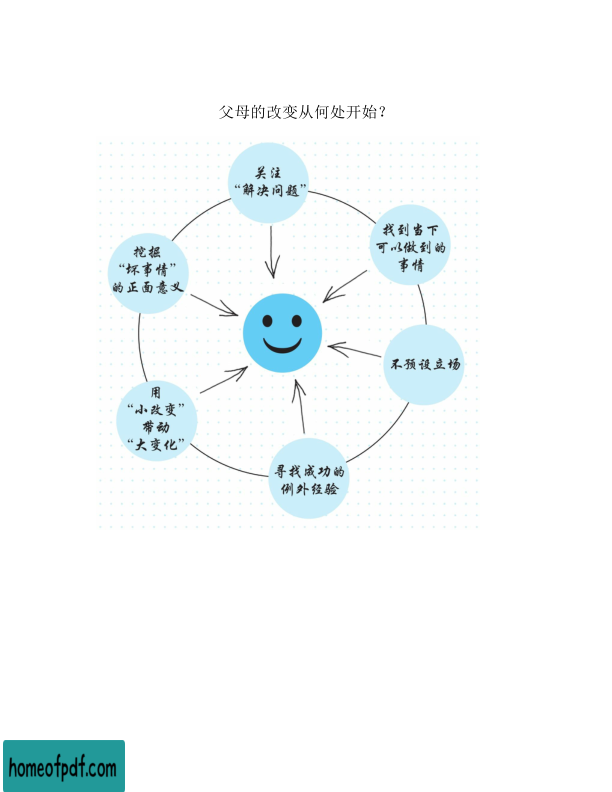 父母的改变从何处开始？
关注
“解决问题”
找到当下
可以做到的
事情
不预设立场
寻找成功的
例外经验
用
“小改变”
带动
“大变化”
挖掘
“坏事情”
的正面意义
homeofpdf.com